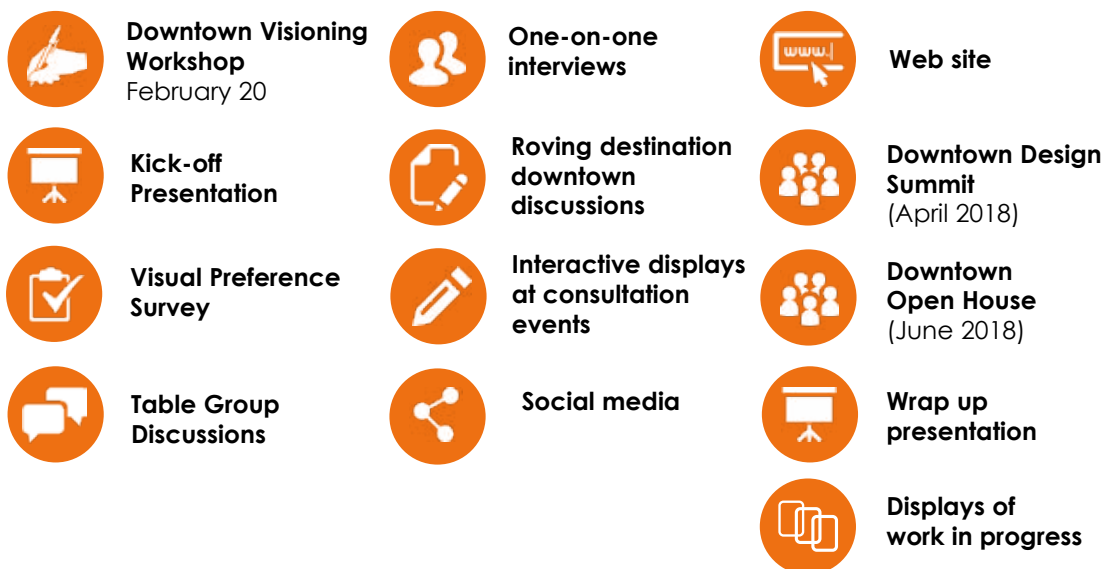 Downtown Visioning
Workshop
February 20
Kick-off
Presentation
Visual Preference
Survey
Table Group
Discussions
One-on-one
interviews
Roving destination
downtown
discussions
Interactive displays
at consultation
events
Social media
www.
Web site
Downtown Design
Summit
(April 2018)
Downtown
Open House
(June 2018)
Wrap up
presentation
Displays of
work in progress